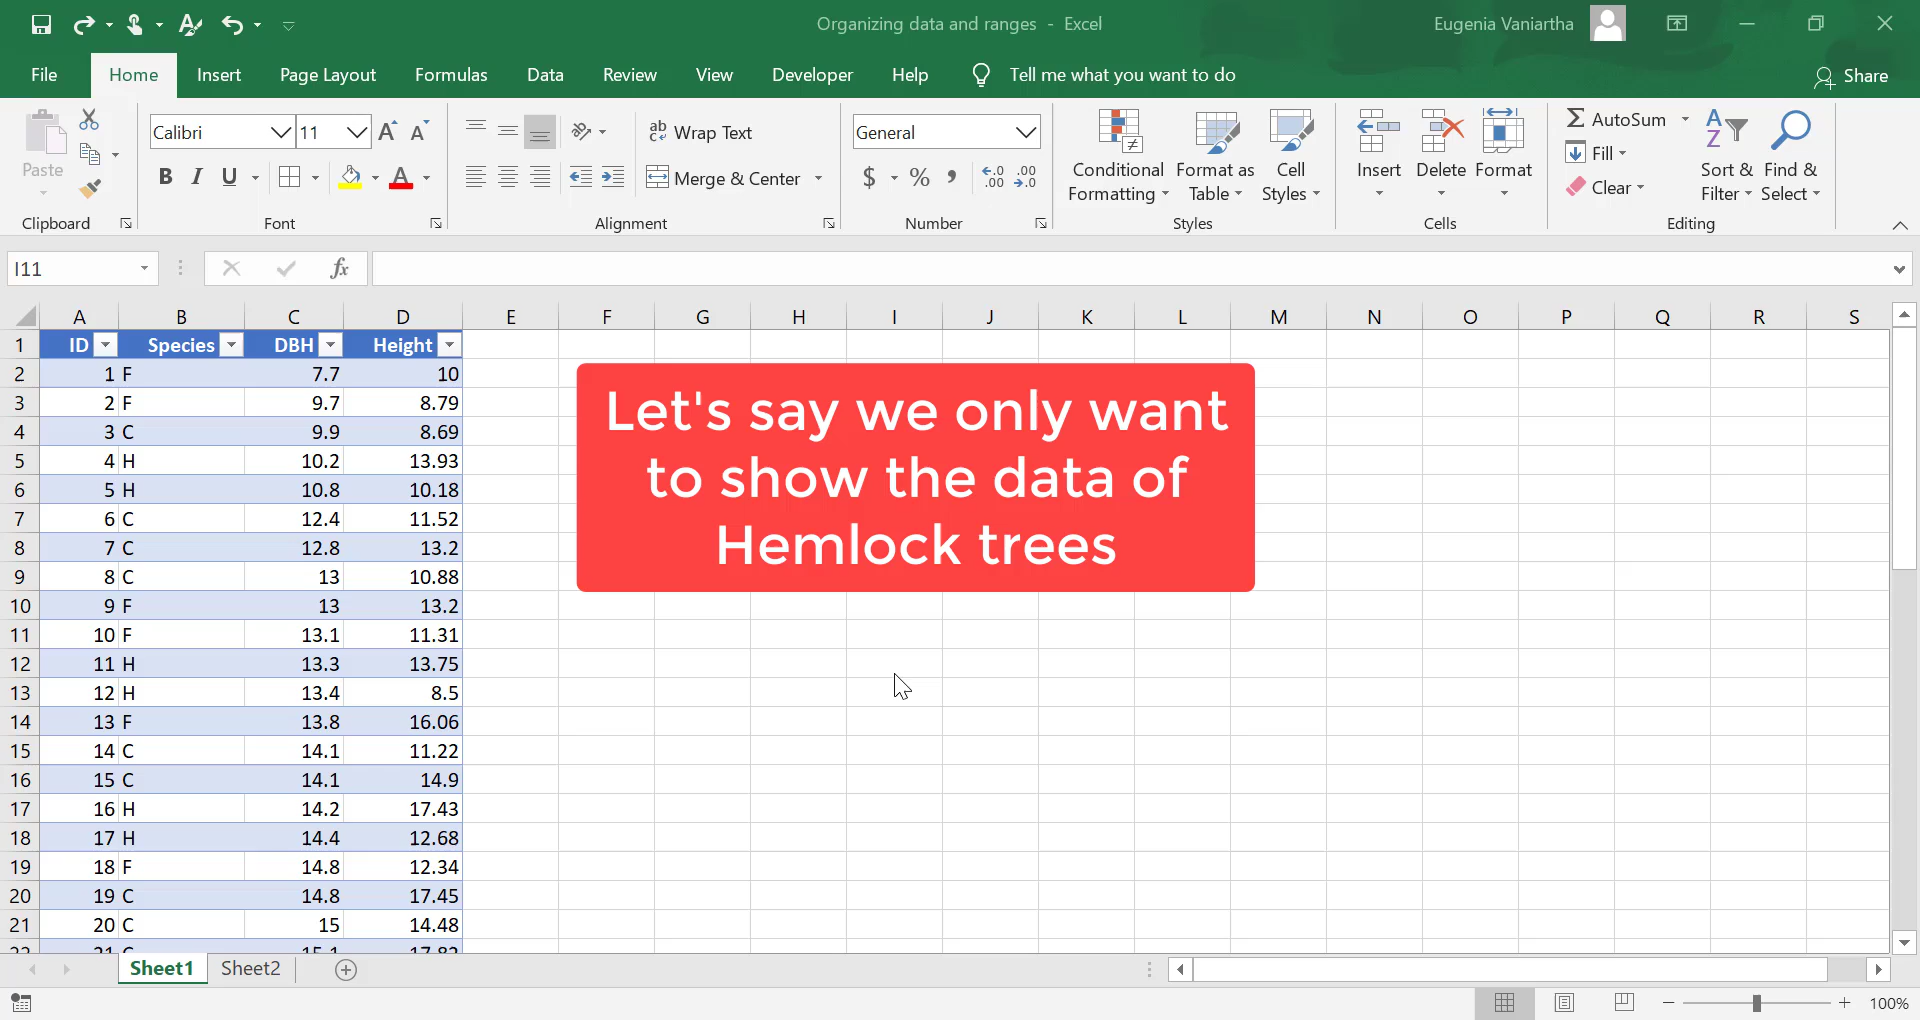 Organizing data and ranges - Excel
Eugenia Vaniartha
File Home Insert Page Layout Formulas Data Review View Developer Help Tell me what you want to do Share
Paste
Clipboard
Calibri 11
B I U
Font
ab Wrap Text
Merge & Center
Alignment
General
$ % ,
Number
Conditional Formatting
Format as Table
Cell Styles
Styles
Insert Delete Format
Cells
AutoSum
Fill
Clear
Sort & Filter
Find & Select
Editing
I11
fx
A B C D E F G H I J K L M N O P Q R S
1 ID Species DBH Height
2 1 F 7.7 10
3 2 F 9.7 8.79
4 3 C 9.9 8.69
5 4 H 10.2 13.93
6 5 H 10.8 10.18
7 6 C 12.4 11.52
8 7 C 12.8 13.2
9 8 C 13 10.88
10 9 F 13 13.2
11 10 F 13.1 11.31
12 11 H 13.3 13.75
13 12 H 13.4 8.5
14 13 F 13.8 16.06
15 14 C 14.1 11.22
16 15 C 14.1 14.9
17 16 H 14.2 17.43
18 17 H 14.4 12.68
19 18 F 14.8 12.34
20 19 C 14.8 17.45
21 20 C 15 14.48
Let's say we only want
to show the data of
Hemlock trees
Sheet1 Sheet2
100%